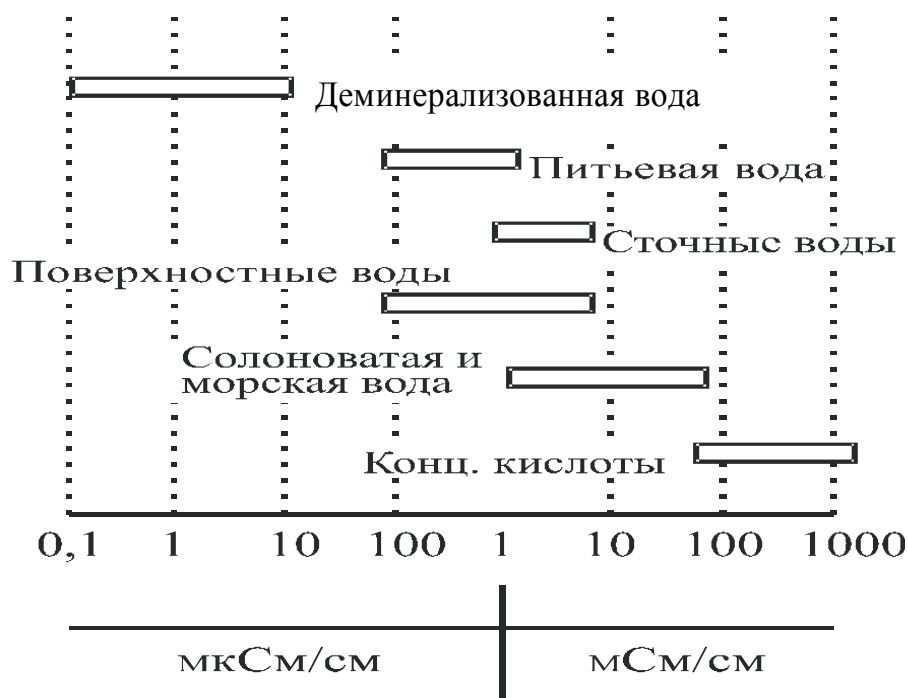 Деминерализованная вода
Питьевая вода
Сточные воды
Поверхностные воды
Солоноватая и
морская вода
Конц. кислоты
0,1 1 10 100 1 10 100 1000
мкСм/см мСм/см